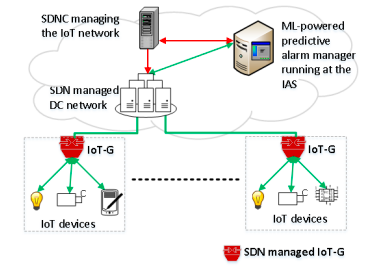 SDNC managing
the IoT network
ML-powered
predictive
alarm manager
running at the
IAS
SDN managed
DC network
IoT-G
IoT-G
IoT devices
IoT devices
SDN managed IoT-G